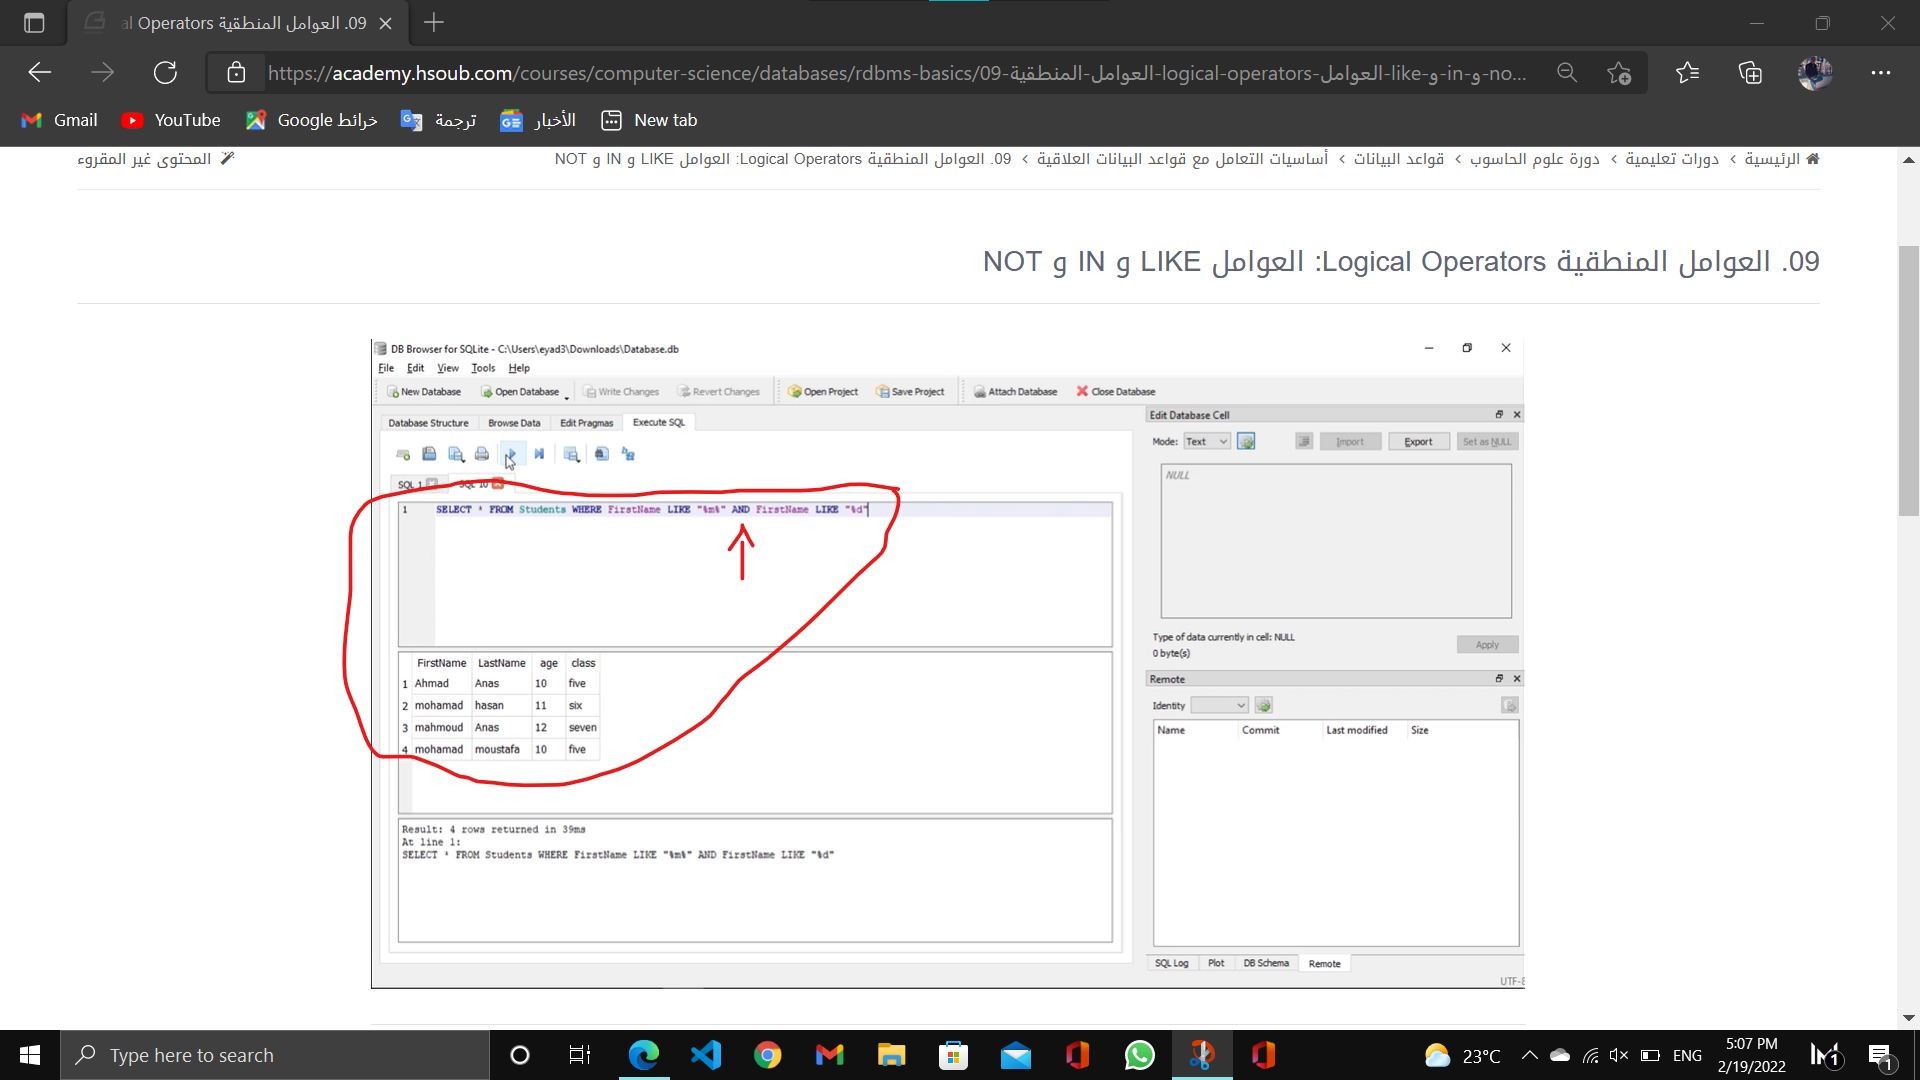 09. العوامل المنطقية al Operators
https://academy.hsoub.com/courses/computer-science/databases/rdbms-basics/09-العوامل-المنطقية-logical-operators-العوامل-like-و-in-و-no...
Gmail
YouTube
خرائط Google
ترجمة
الأخبار
New tab
الرئيسية › دورات تعليمية › دورة علوم الحاسوب › قواعد البيانات › أساسيات التعامل مع قواعد البيانات العلاقية › 09. العوامل المنطقية Logical Operators: العوامل LIKE و IN و NOT
المحتوى غير المقروء
09. العوامل المنطقية Logical Operators: العوامل LIKE و IN و NOT
DB Browser for SQLite - C:\Users\eyad3\Downloads\Database.db
File Edit View Tools Help
New Database Open Database Write Changes Revert Changes Open Project Save Project Attach Database Close Database
Database Structure Browse Data Edit Pragmas Execute SQL
SQL 1 SQL 10
1 SELECT * FROM Students WHERE FirstName LIKE "%m%" AND FirstName LIKE "%d"
FirstName LastName age class
1 Ahmad Anas 10 five
2 mohamad hasan 11 six
3 mahmoud Anas 12 seven
4 mohamad moustafa 10 five
Result: 4 rows returned in 39ms
At line 1:
SELECT * FROM Students WHERE FirstName LIKE "%m%" AND FirstName LIKE "%d"
Edit Database Cell
Mode: Text Import Export Set as NULL
NULL
Type of data currently in cell: NULL
0 byte(s)
Apply
Remote
Identity
Name Commit Last modified Size
SQL Log Plot DB Schema Remote
UTF-8
Type here to search
23°C
ENG
5:07 PM
2/19/2022
1
1